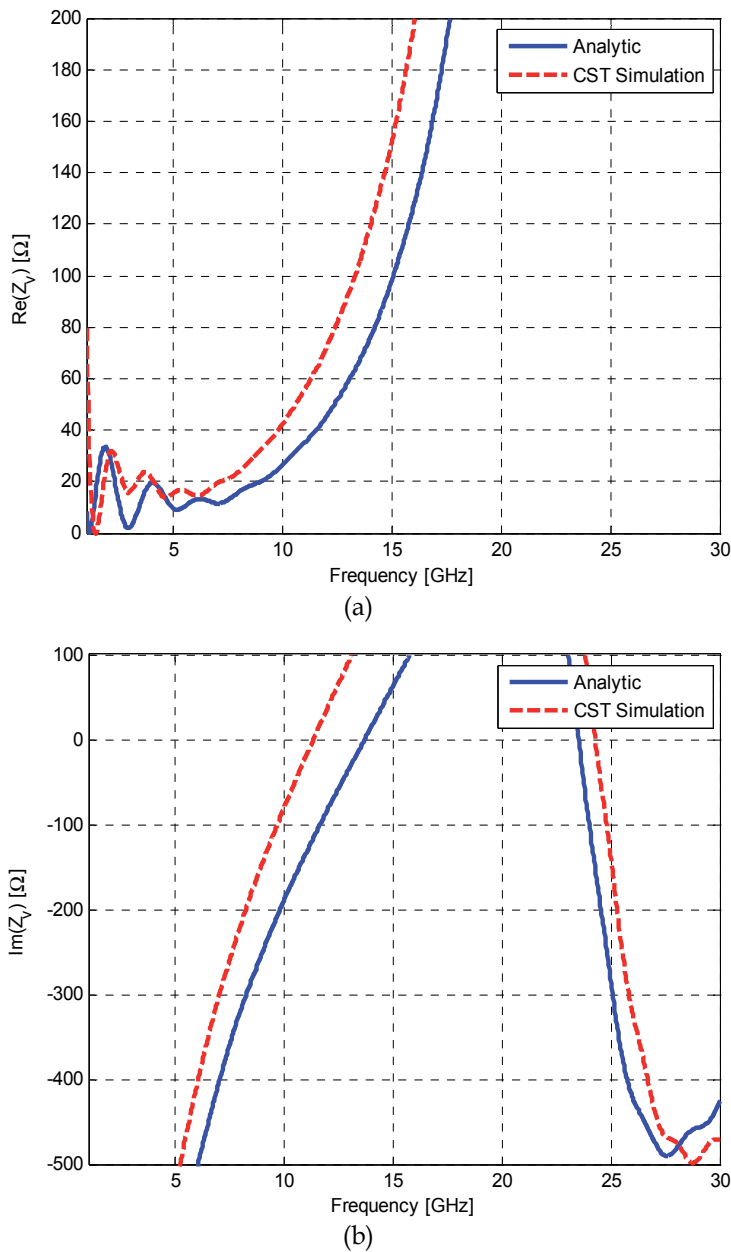 200
180
160
140
120
100
80
60
40
20
0
Re(Z_v) [Ω]
Analytic
CST Simulation
5 10 15 20 25 30
Frequency [GHz]
(a)
100
0
-100
-200
-300
-400
-500
Im(Z_v) [Ω]
Analytic
CST Simulation
5 10 15 20 25 30
Frequency [GHz]
(b)